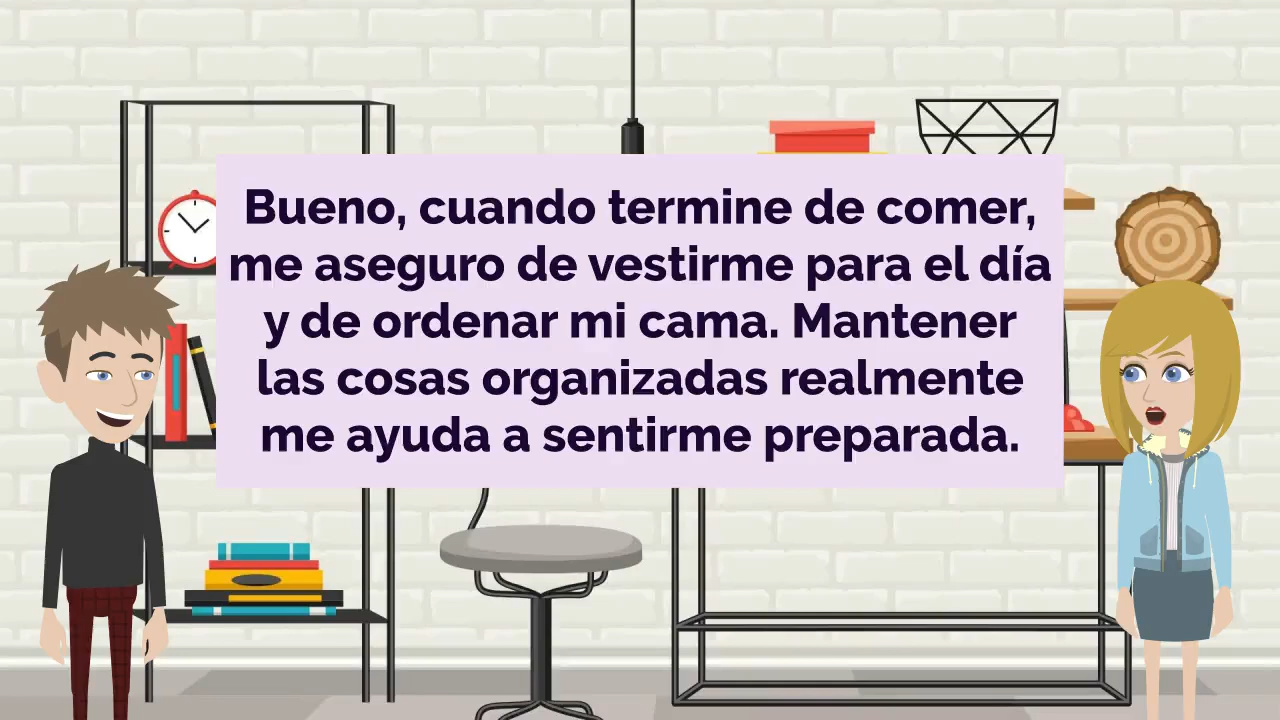 Bueno, cuando termine de comer,
me aseguro de vestirme para el día
y de ordenar mi cama. Mantener
las cosas organizadas realmente
me ayuda a sentirme preparada.